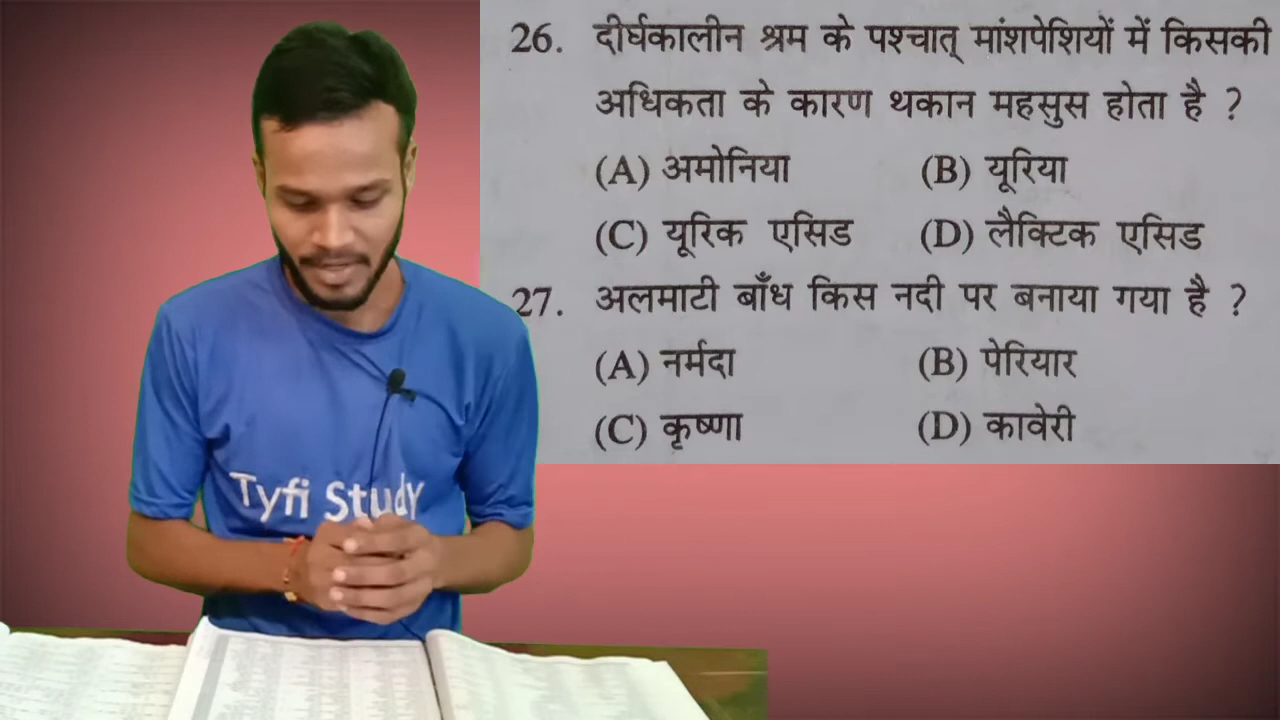 26. दीर्घकालीन श्रम के पश्चात् मांशपेशियों में किसकी
अधिकता के कारण थकान महसुस होता है ?
(A) अमोनिया (B) यूरिया
(C) यूरिक एसिड (D) लैक्टिक एसिड
27. अलमाटी बाँध किस नदी पर बनाया गया है ?
(A) नर्मदा (B) पेरियार
(C) कृष्णा (D) कावेरी
Tyfi Study